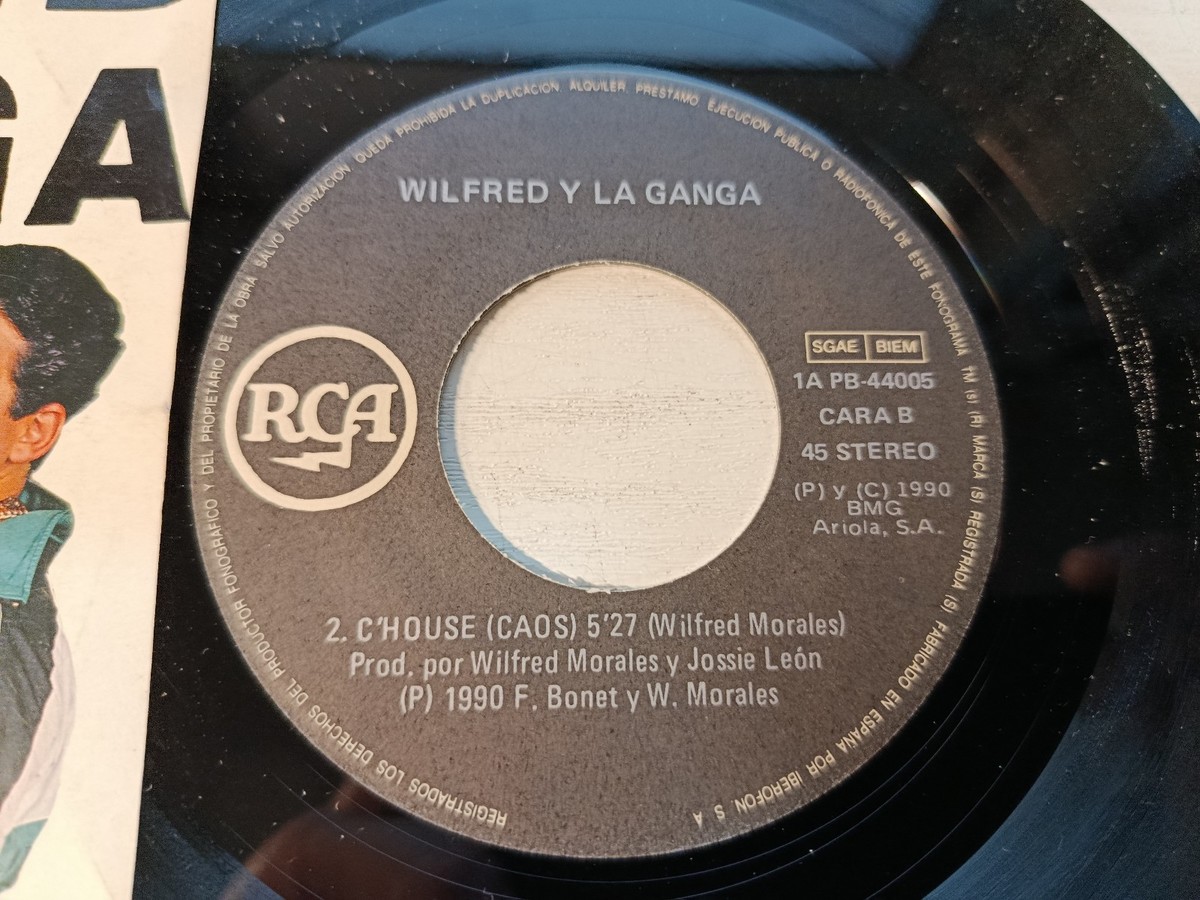 GA
REGISTRADOS LOS DERECHOS DEL PRODUCTOR FONOGRAFICO Y DEL PROPIETARIO DE LA OBRA. SALVO AUTORIZACION QUEDA PROHIBIDA LA DUPLICACION, ALQUILER, PRESTAMO, EJECUCION PUBLICA O RADIOFONICA DE ESTE FONOGRAMA TM (s) (R) MARCA (S) REGISTRADA (S) FABRICADO EN ESPAÑA POR IBEROFON S A
WILFRED Y LA GANGA
RCA
SGAE BIEM
1A PB-44005
CARA B
45 STEREO
(P) y (C) 1990
BMG
Ariola, S.A.
2. C'HOUSE (CAOS) 5'27 (Wilfred Morales)
Prod. por Wilfred Morales y Jossie León
(P) 1990 F. Bonet y W. Morales